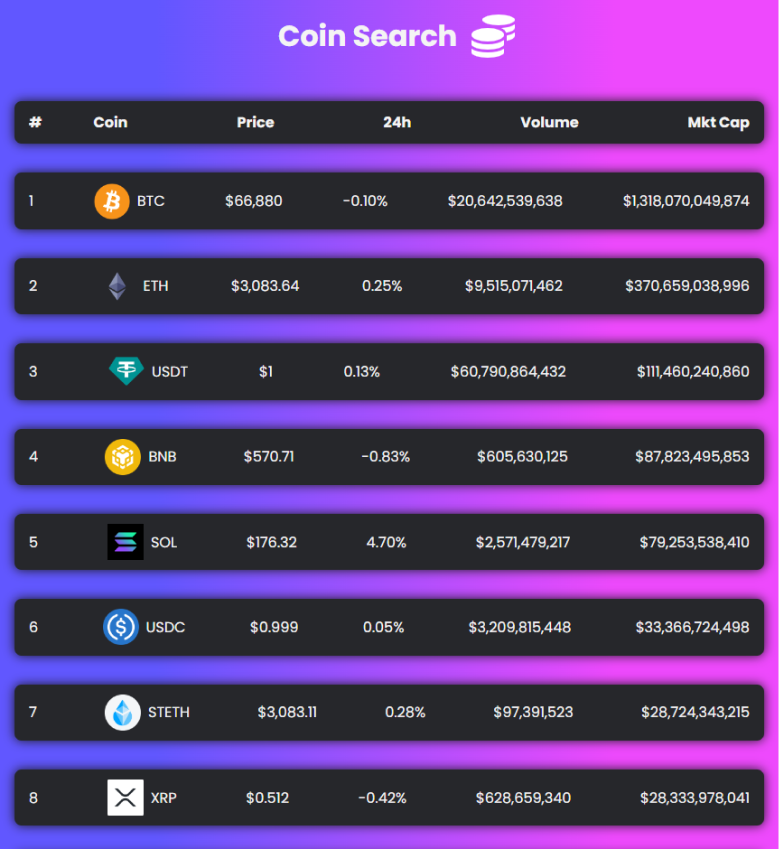 Coin Search
# Coin Price 24h Volume Mkt Cap
1 BTC $66,880 -0.10% $20,642,539,638 $1,318,070,049,874
2 ETH $3,083.64 0.25% $9,515,071,462 $370,659,038,996
3 USDT $1 0.13% $60,790,864,432 $111,460,240,860
4 BNB $570.71 -0.83% $605,630,125 $87,823,495,853
5 SOL $176.32 4.70% $2,571,479,217 $79,253,538,410
6 USDC $0.999 0.05% $3,209,815,448 $33,366,724,498
7 STETH $3,083.11 0.28% $97,391,523 $28,724,343,215
8 XRP $0.512 -0.42% $628,659,340 $28,333,978,041